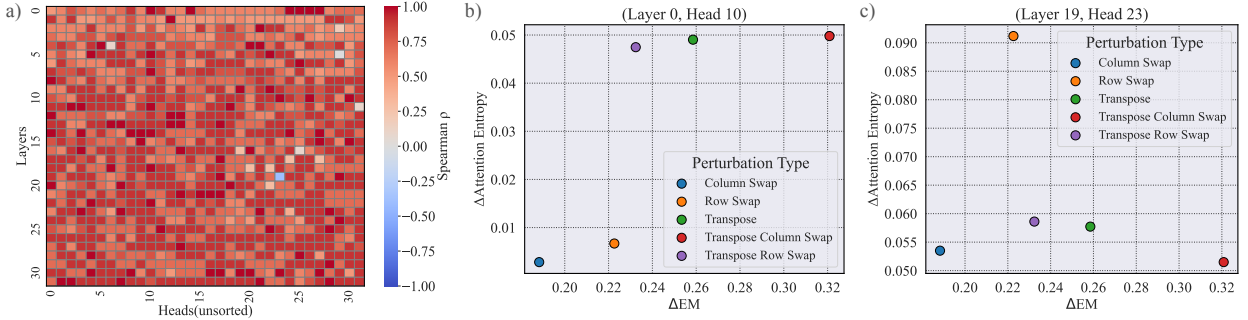 a)
0
5
10
15
20
25
30
Layers
0
5
10
15
20
25
30
Heads(unsorted)
1.00
0.75
0.50
0.25
0.00
−0.25
−0.50
−0.75
−1.00
Spearman ρ
b)
(Layer 0, Head 10)
0.05
0.04
0.03
0.02
0.01
ΔAttention Entropy
Perturbation Type
Column Swap
Row Swap
Transpose
Transpose Column Swap
Transpose Row Swap
0.20 0.22 0.24 0.26 0.28 0.30 0.32
ΔEM
c)
(Layer 19, Head 23)
0.090
0.085
0.080
0.075
0.070
0.065
0.060
0.055
0.050
ΔAttention Entropy
Perturbation Type
Column Swap
Row Swap
Transpose
Transpose Column Swap
Transpose Row Swap
0.20 0.22 0.24 0.26 0.28 0.30 0.32
ΔEM